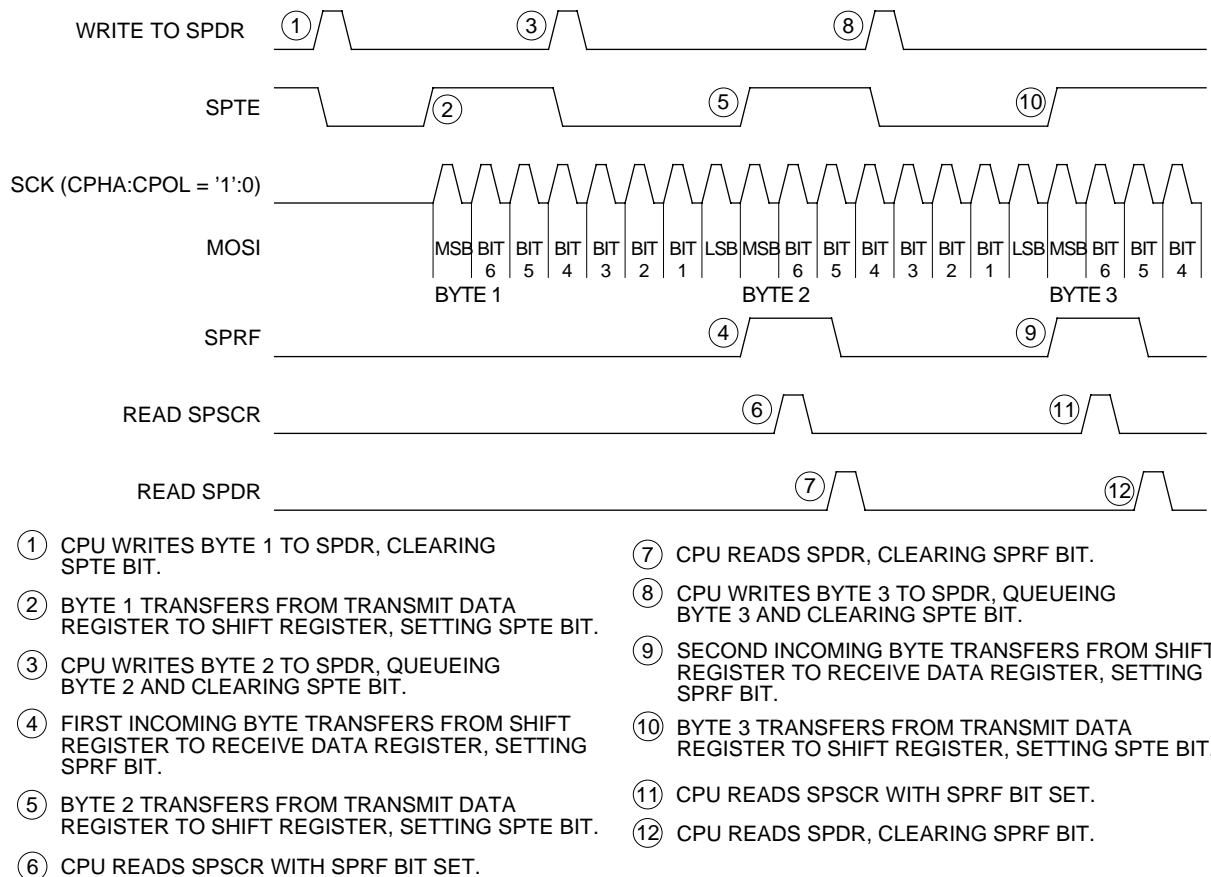 WRITE TO SPDR
1
3
8
SPTE
2
5
10
SCK (CPHA:CPOL = '1':0)
MOSI
MSB BIT 6 BIT 5 BIT 4 BIT 3 BIT 2 BIT 1 LSB MSB BIT 6 BIT 5 BIT 4 BIT 3 BIT 2 BIT 1 LSB MSB BIT 6 BIT 5 BIT 4
BYTE 1
BYTE 2
BYTE 3
SPRF
4
9
READ SPSCR
6
11
READ SPDR
7
12
1 CPU WRITES BYTE 1 TO SPDR, CLEARING
SPTE BIT.
2 BYTE 1 TRANSFERS FROM TRANSMIT DATA
REGISTER TO SHIFT REGISTER, SETTING SPTE BIT.
3 CPU WRITES BYTE 2 TO SPDR, QUEUEING
BYTE 2 AND CLEARING SPTE BIT.
4 FIRST INCOMING BYTE TRANSFERS FROM SHIFT
REGISTER TO RECEIVE DATA REGISTER, SETTING
SPRF BIT.
5 BYTE 2 TRANSFERS FROM TRANSMIT DATA
REGISTER TO SHIFT REGISTER, SETTING SPTE BIT.
6 CPU READS SPSCR WITH SPRF BIT SET.
7 CPU READS SPDR, CLEARING SPRF BIT.
8 CPU WRITES BYTE 3 TO SPDR, QUEUEING
BYTE 3 AND CLEARING SPTE BIT.
9 SECOND INCOMING BYTE TRANSFERS FROM SHIFT
REGISTER TO RECEIVE DATA REGISTER, SETTING
SPRF BIT.
10 BYTE 3 TRANSFERS FROM TRANSMIT DATA
REGISTER TO SHIFT REGISTER, SETTING SPTE BIT.
11 CPU READS SPSCR WITH SPRF BIT SET.
12 CPU READS SPDR, CLEARING SPRF BIT.